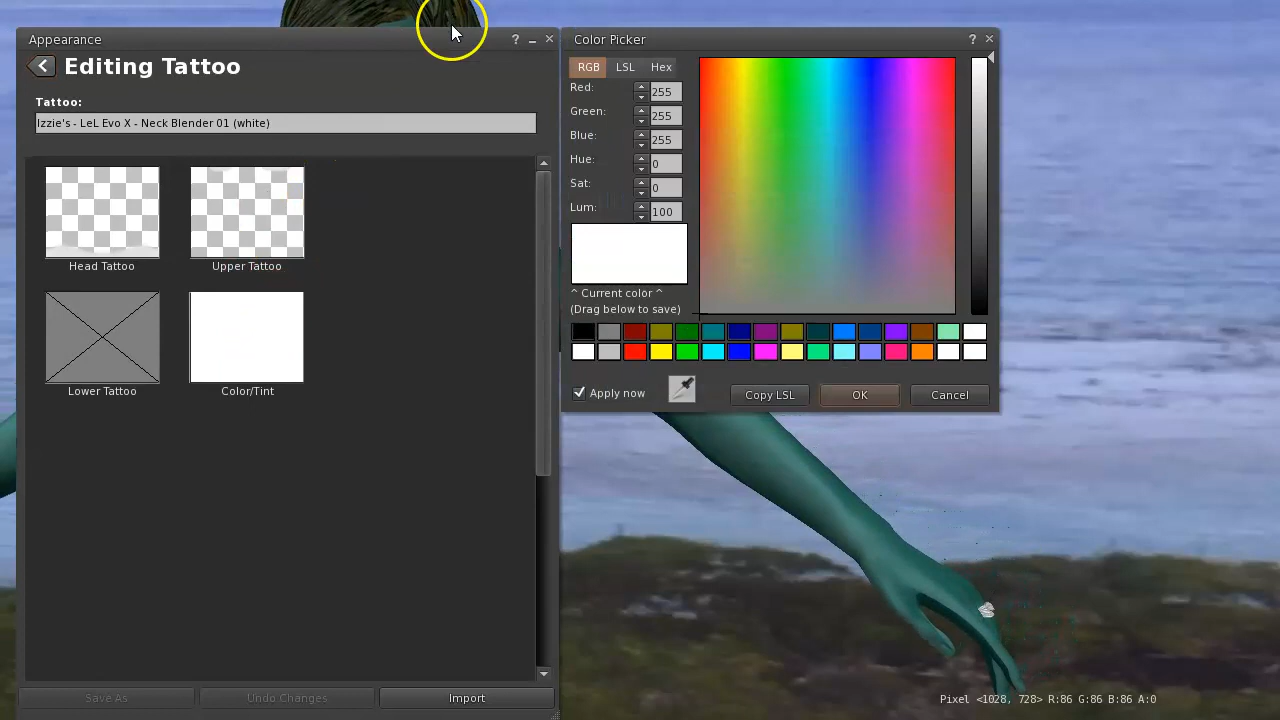 Appearance
? _ ×
Editing Tattoo
Tattoo:
Izzie's - LeL Evo X - Neck Blender 01 (white)
Head Tattoo
Upper Tattoo
Lower Tattoo
Color/Tint
Save As
Undo Changes
Import
Color Picker
? ×
RGB LSL Hex
Red: 255
Green: 255
Blue: 255
Hue: 0
Sat: 0
Lum: 100
^ Current color ^
(Drag below to save)
Apply now
Copy LSL
OK
Cancel
Pixel <1028, 728> R:86 G:86 B:86 A:0